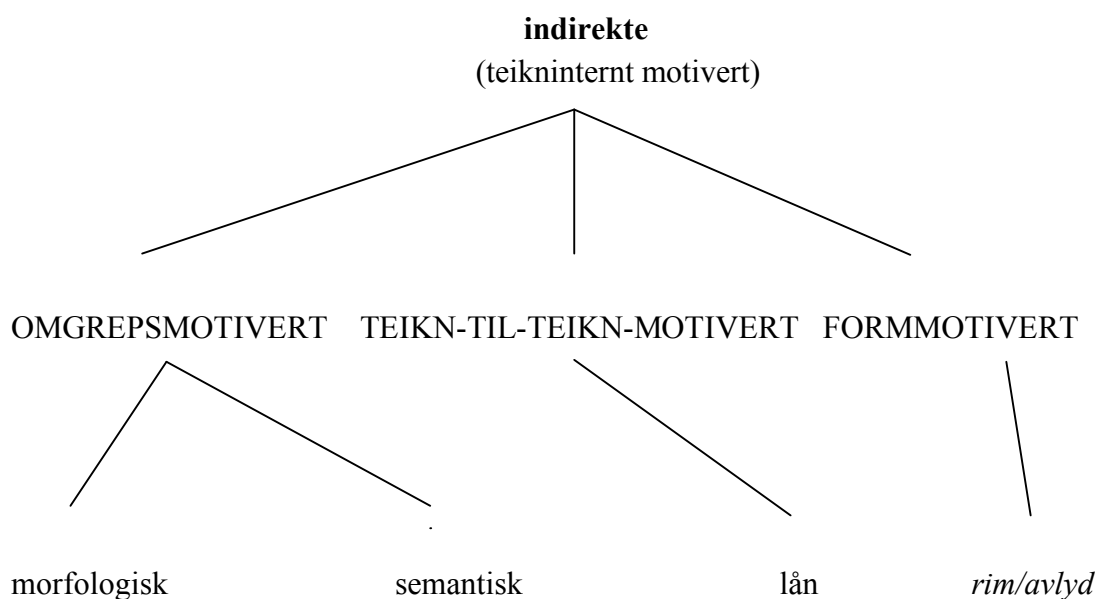 indirekte
(teikninternt motivert)
OMGREPSMOTIVERT TEIKN-TIL-TEIKN-MOTIVERT FORMMOTIVERT
morfologisk semantisk lån rim/avlyd